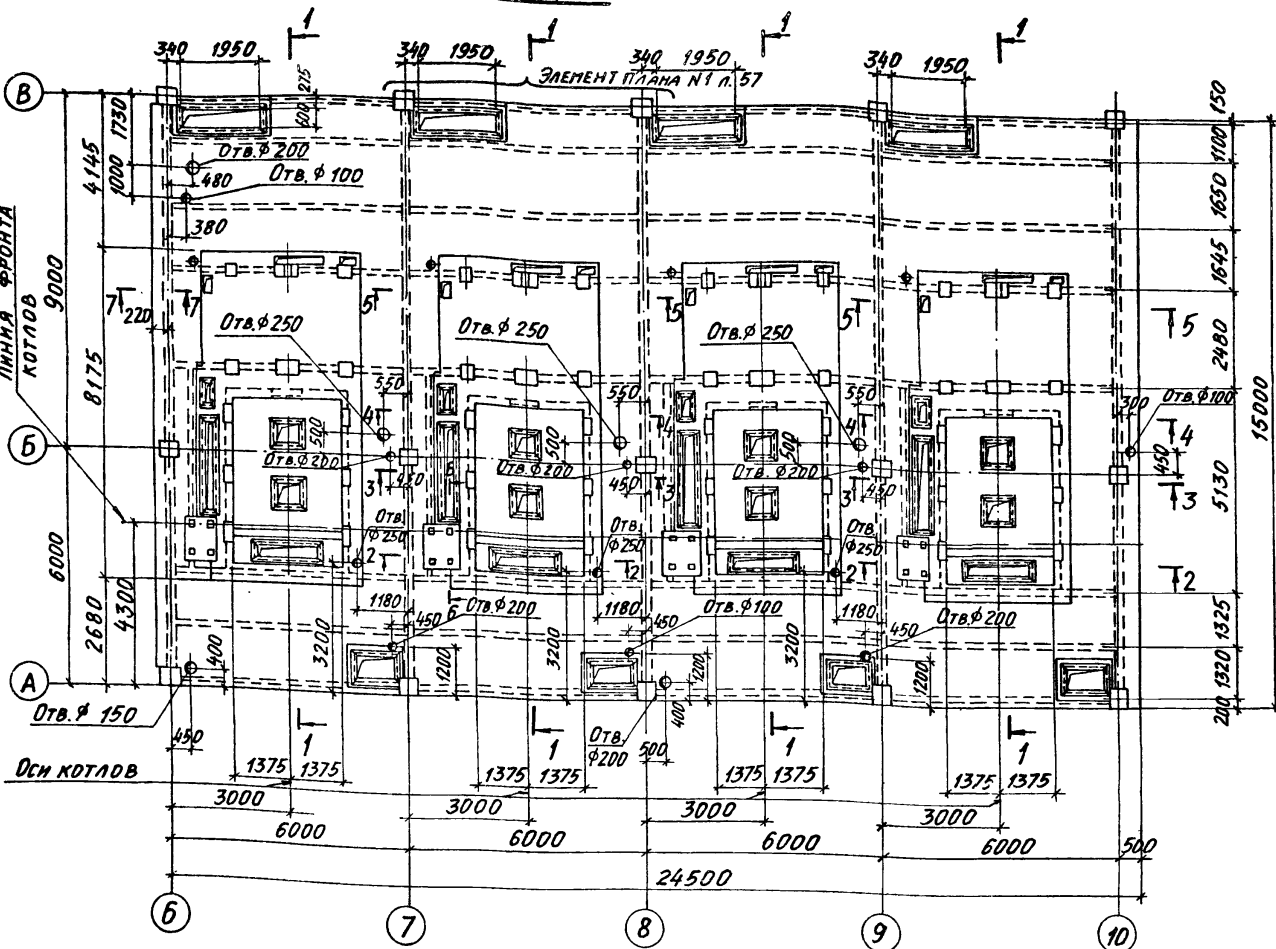 1 1 1 1
340 1950 340 1950 340 1950 340 1950
ЭЛЕМЕНТ ПЛАНА №1 л. 57
В
275
600
1730
1000
4145
Отв. ф 200
480
Отв. ф 100
380
150
1100
1650
1645
2480
15000
5130
1325
1320
200
ЛИНИЯ ФРОНТА
КОТЛОВ
9000
8175
6000
2680
4300
7 7 5 5 5 5
220
Отв. ф 250
Отв. ф 250
Отв. ф 250
550 550 550
300 Отв. ф 100
4 4 4 4
500 500 500
450
Б
Отв. ф 200
Отв. ф 200
Отв. ф 200
450 450 450
3 3 3 3
Б
Отв. ф 250
Отв. ф 250
Отв. ф 250
2 2 2 2
1180 1180 1180
6
450 Отв. ф 200
450 Отв. ф 100
450 Отв. ф 200
3200 3200 3200
1200 1200 1200
400
400
А
Отв. ф 150
450
Отв. ф 200
500
1 1 1 1
Оси котлов
1375 1375 1375 1375 1375 1375 1375 1375
3000 3000 3000 3000
6000 6000 6000 6000 500
24500
6 7 8 9 10